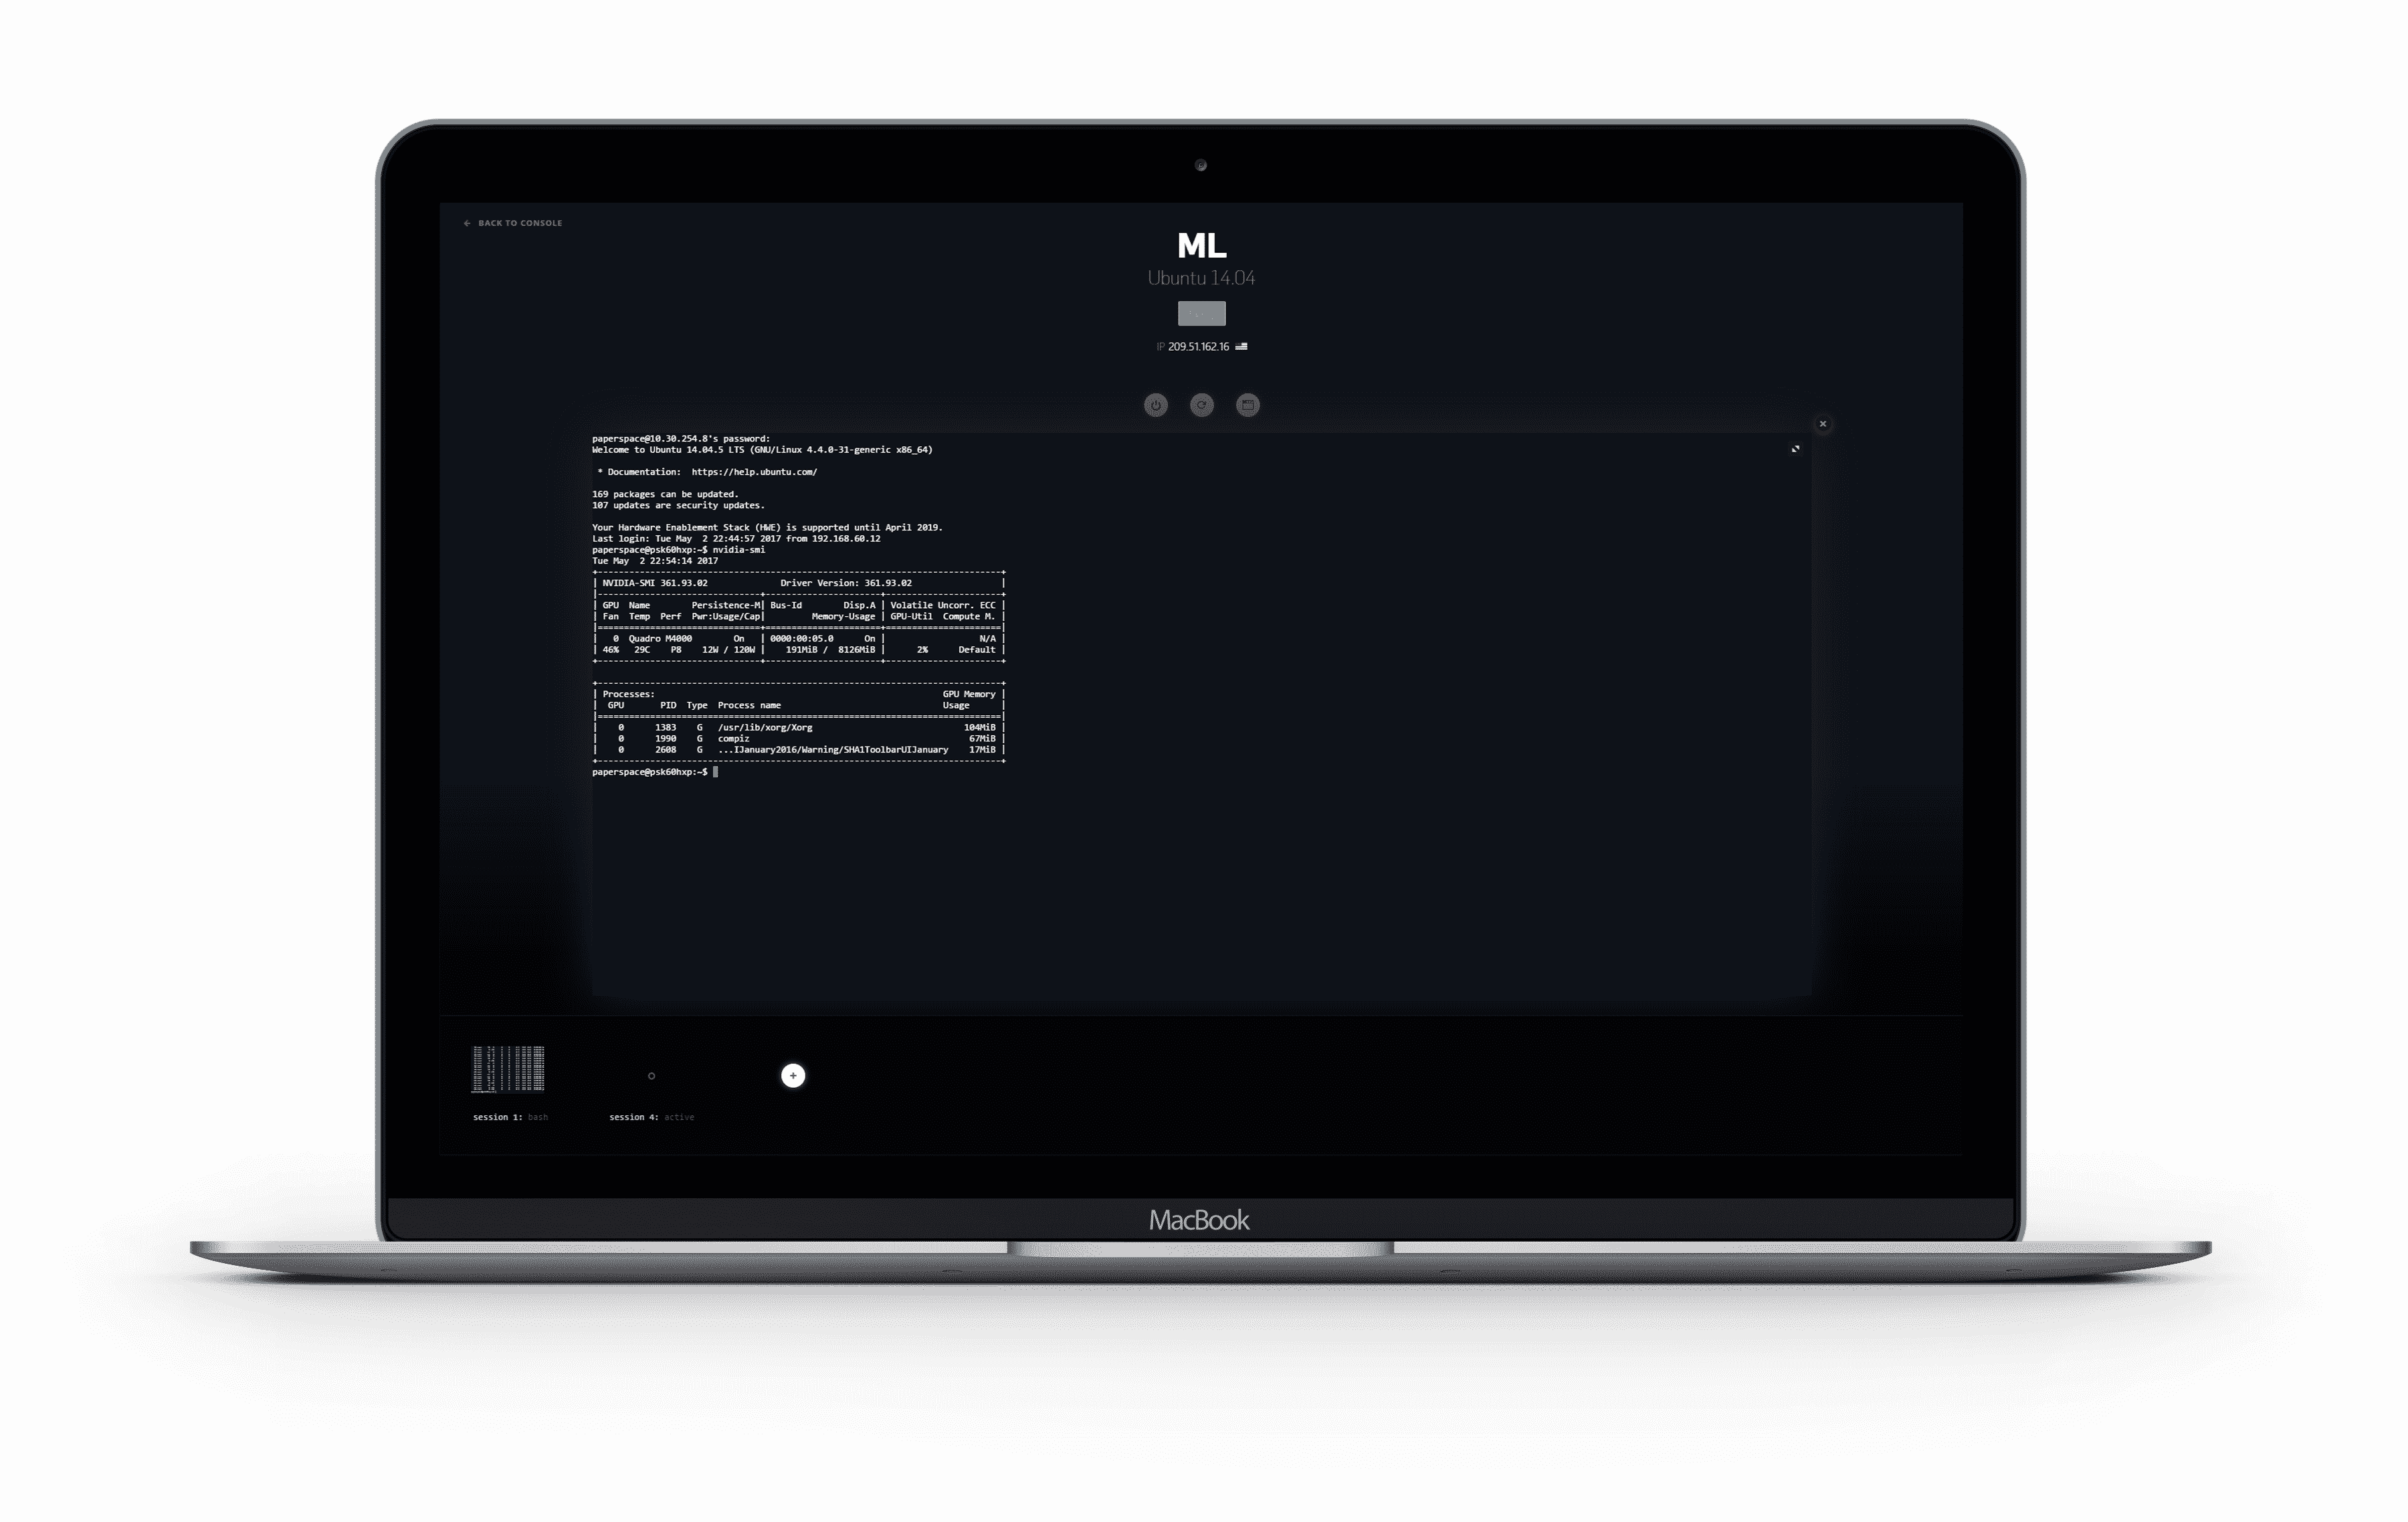 ← BACK TO CONSOLE
ML
Ubuntu 14.04
IP 209.51.162.16
paperspace@10.30.254.8's password:
Welcome to Ubuntu 14.04.5 LTS (GNU/Linux 4.4.0-31-generic x86_64)
* Documentation:  https://help.ubuntu.com/
169 packages can be updated.
107 updates are security updates.
Your Hardware Enablement Stack (HWE) is supported until April 2019.
Last login: Tue May  2 22:44:57 2017 from 192.168.60.12
paperspace@psk60hxp:~$ nvidia-smi
Tue May  2 22:54:14 2017
+-----------------------------------------------------------------------------+
| NVIDIA-SMI 361.93.02              Driver Version: 361.93.02                 |
|-------------------------------+----------------------+----------------------+
| GPU  Name        Persistence-M| Bus-Id        Disp.A | Volatile Uncorr. ECC |
| Fan  Temp  Perf  Pwr:Usage/Cap|         Memory-Usage | GPU-Util  Compute M. |
|===============================+======================+======================|
|   0  Quadro M4000        On   | 0000:00:05.0      On |                  N/A |
| 46%   29C    P8    12W / 120W |    191MiB /  8126MiB |      2%      Default |
+-------------------------------+----------------------+----------------------+
+-----------------------------------------------------------------------------+
| Processes:                                                       GPU Memory |
|  GPU       PID  Type  Process name                               Usage      |
|=============================================================================|
|    0      1383    G   /usr/lib/xorg/Xorg                             104MiB |
|    0      1990    G   compiz                                          67MiB |
|    0      2608    G   ...IJanuary2016/Warning/SHA1ToolbarUIJanuary    17MiB |
+-----------------------------------------------------------------------------+
paperspace@psk60hxp:~$
session 1: bash
session 4: active
MacBook